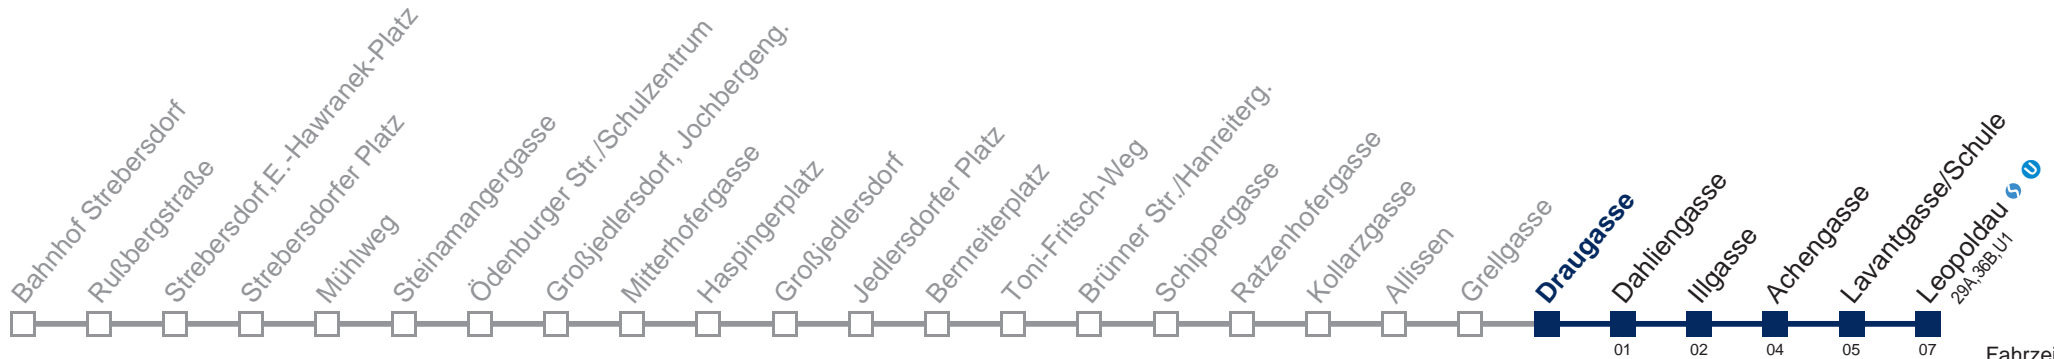 Bahnhof Strebersdorf
Rußbergstraße
Strebersdorf,E.-Hawranek-Platz
Strebersdorfer Platz
Mühlweg
Steinamangergasse
Ödenburger Str./Schulzentrum
Großjedlersdorf, Jochbergeng.
Mitterhofergasse
Haspingerplatz
Großjedlersdorf
Jedlersdorfer Platz
Bernreiterplatz
Toni-Fritsch-Weg
Brünner Str./Hanreiterg.
Schippergasse
Ratzenhofergasse
Kollarzgasse
Allissen
Grellgasse
Draugasse
Dahliengasse
Illgasse
Achengasse
Lavantgasse/Schule
Leopoldau S U
29A,36B,U1
01 02 04 05 07